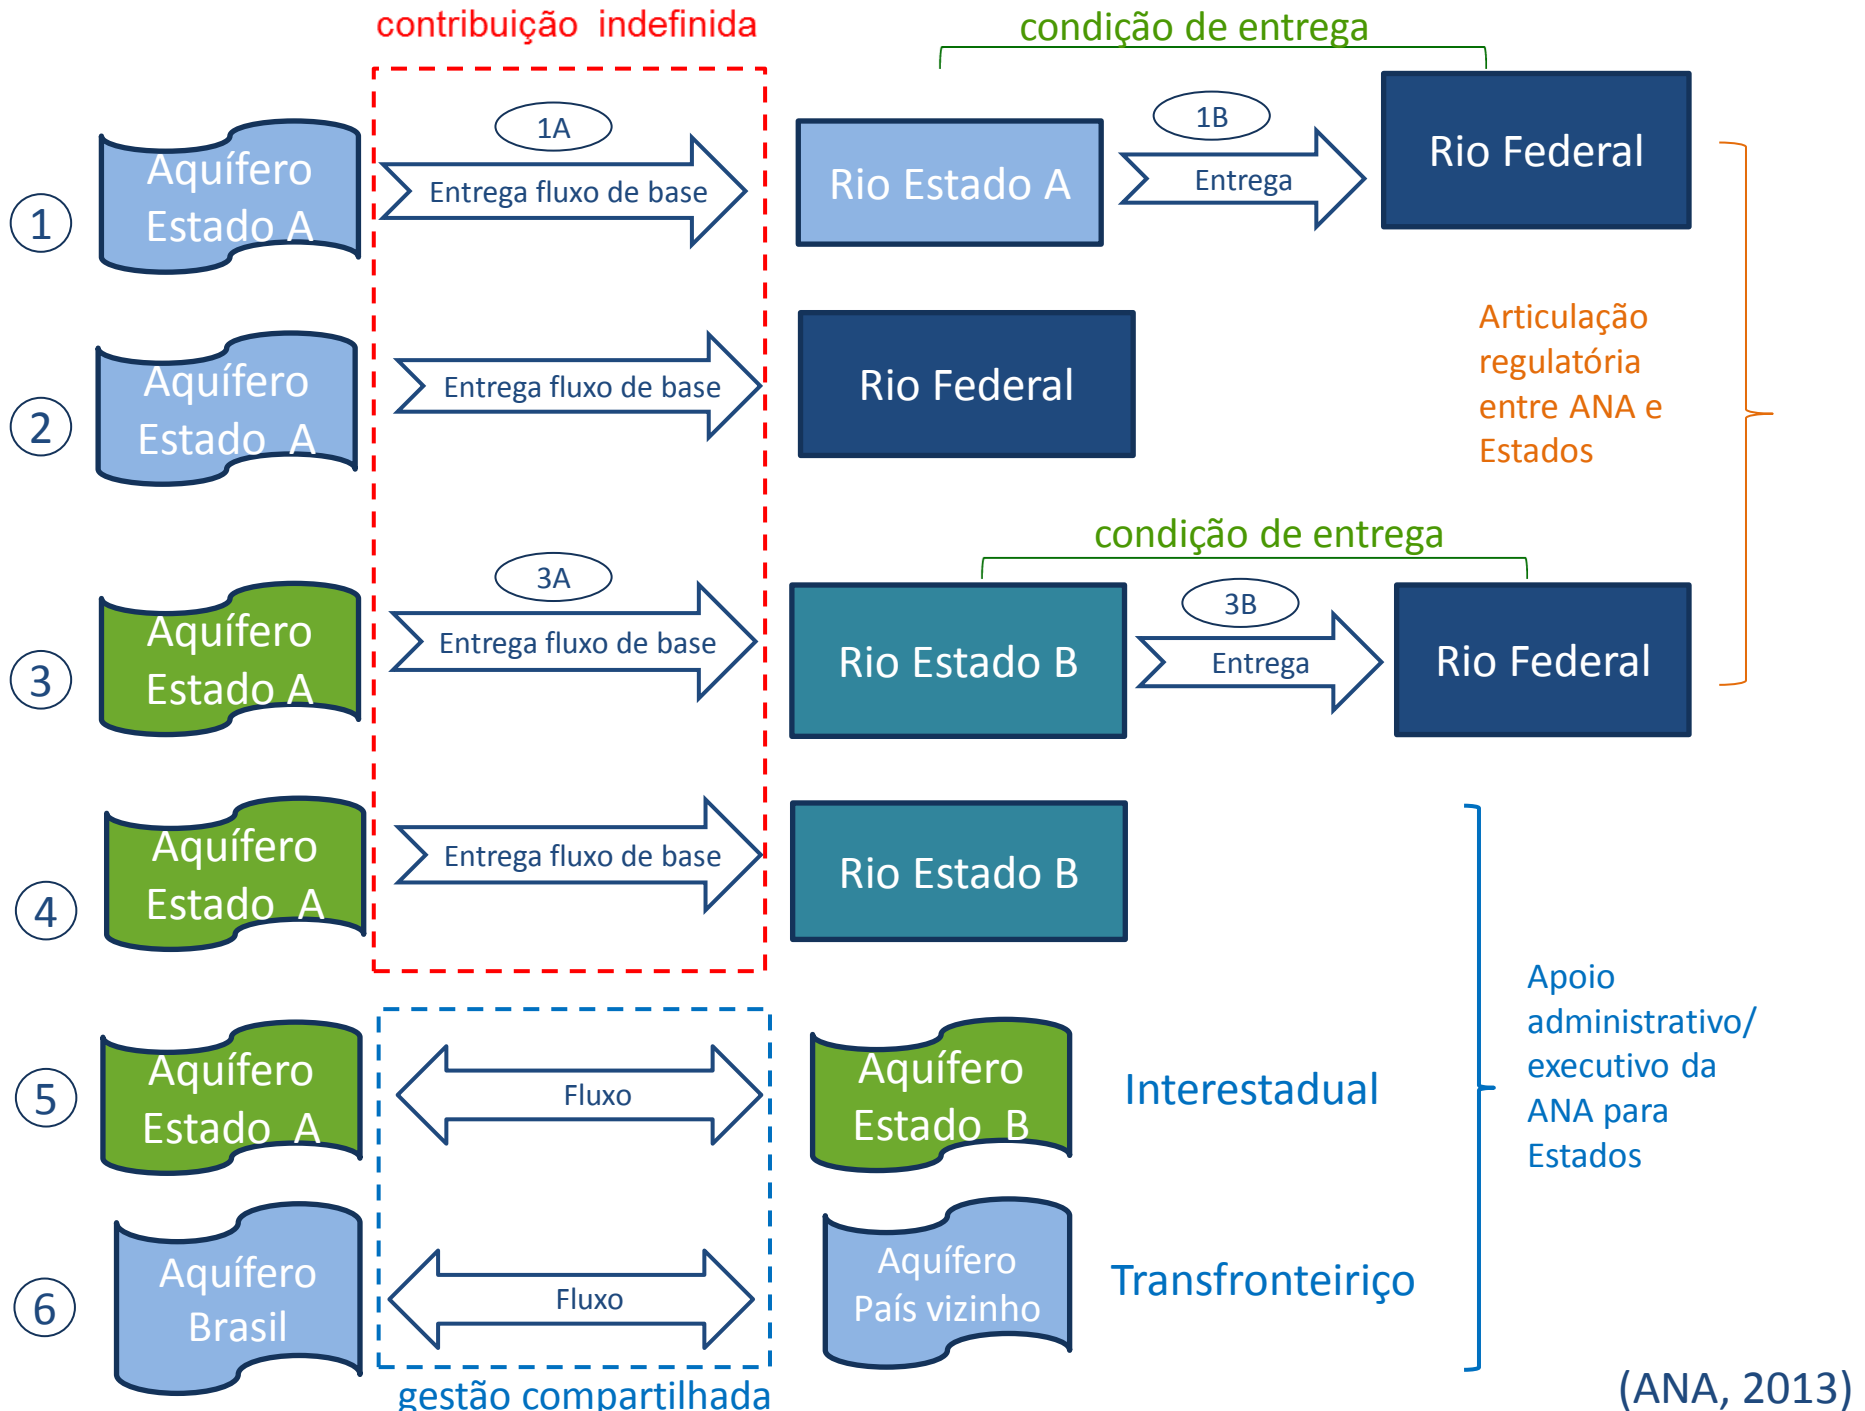 contribuição indefinida
condição de entrega
1
Aquífero
Estado A
1A
Entrega fluxo de base
Rio Estado A
1B
Entrega
Rio Federal
2
Aquífero
Estado A
Entrega fluxo de base
Rio Federal
Articulação
regulatória
entre ANA e
Estados
condição de entrega
3
Aquífero
Estado A
3A
Entrega fluxo de base
Rio Estado B
3B
Entrega
Rio Federal
4
Aquífero
Estado A
Entrega fluxo de base
Rio Estado B
5
Aquífero
Estado A
Fluxo
Aquífero
Estado B
Interestadual
Apoio
administrativo/
executivo da
ANA para
Estados
6
Aquífero
Brasil
Fluxo
Aquífero
País vizinho
Transfronteiriço
gestão compartilhada
(ANA, 2013)